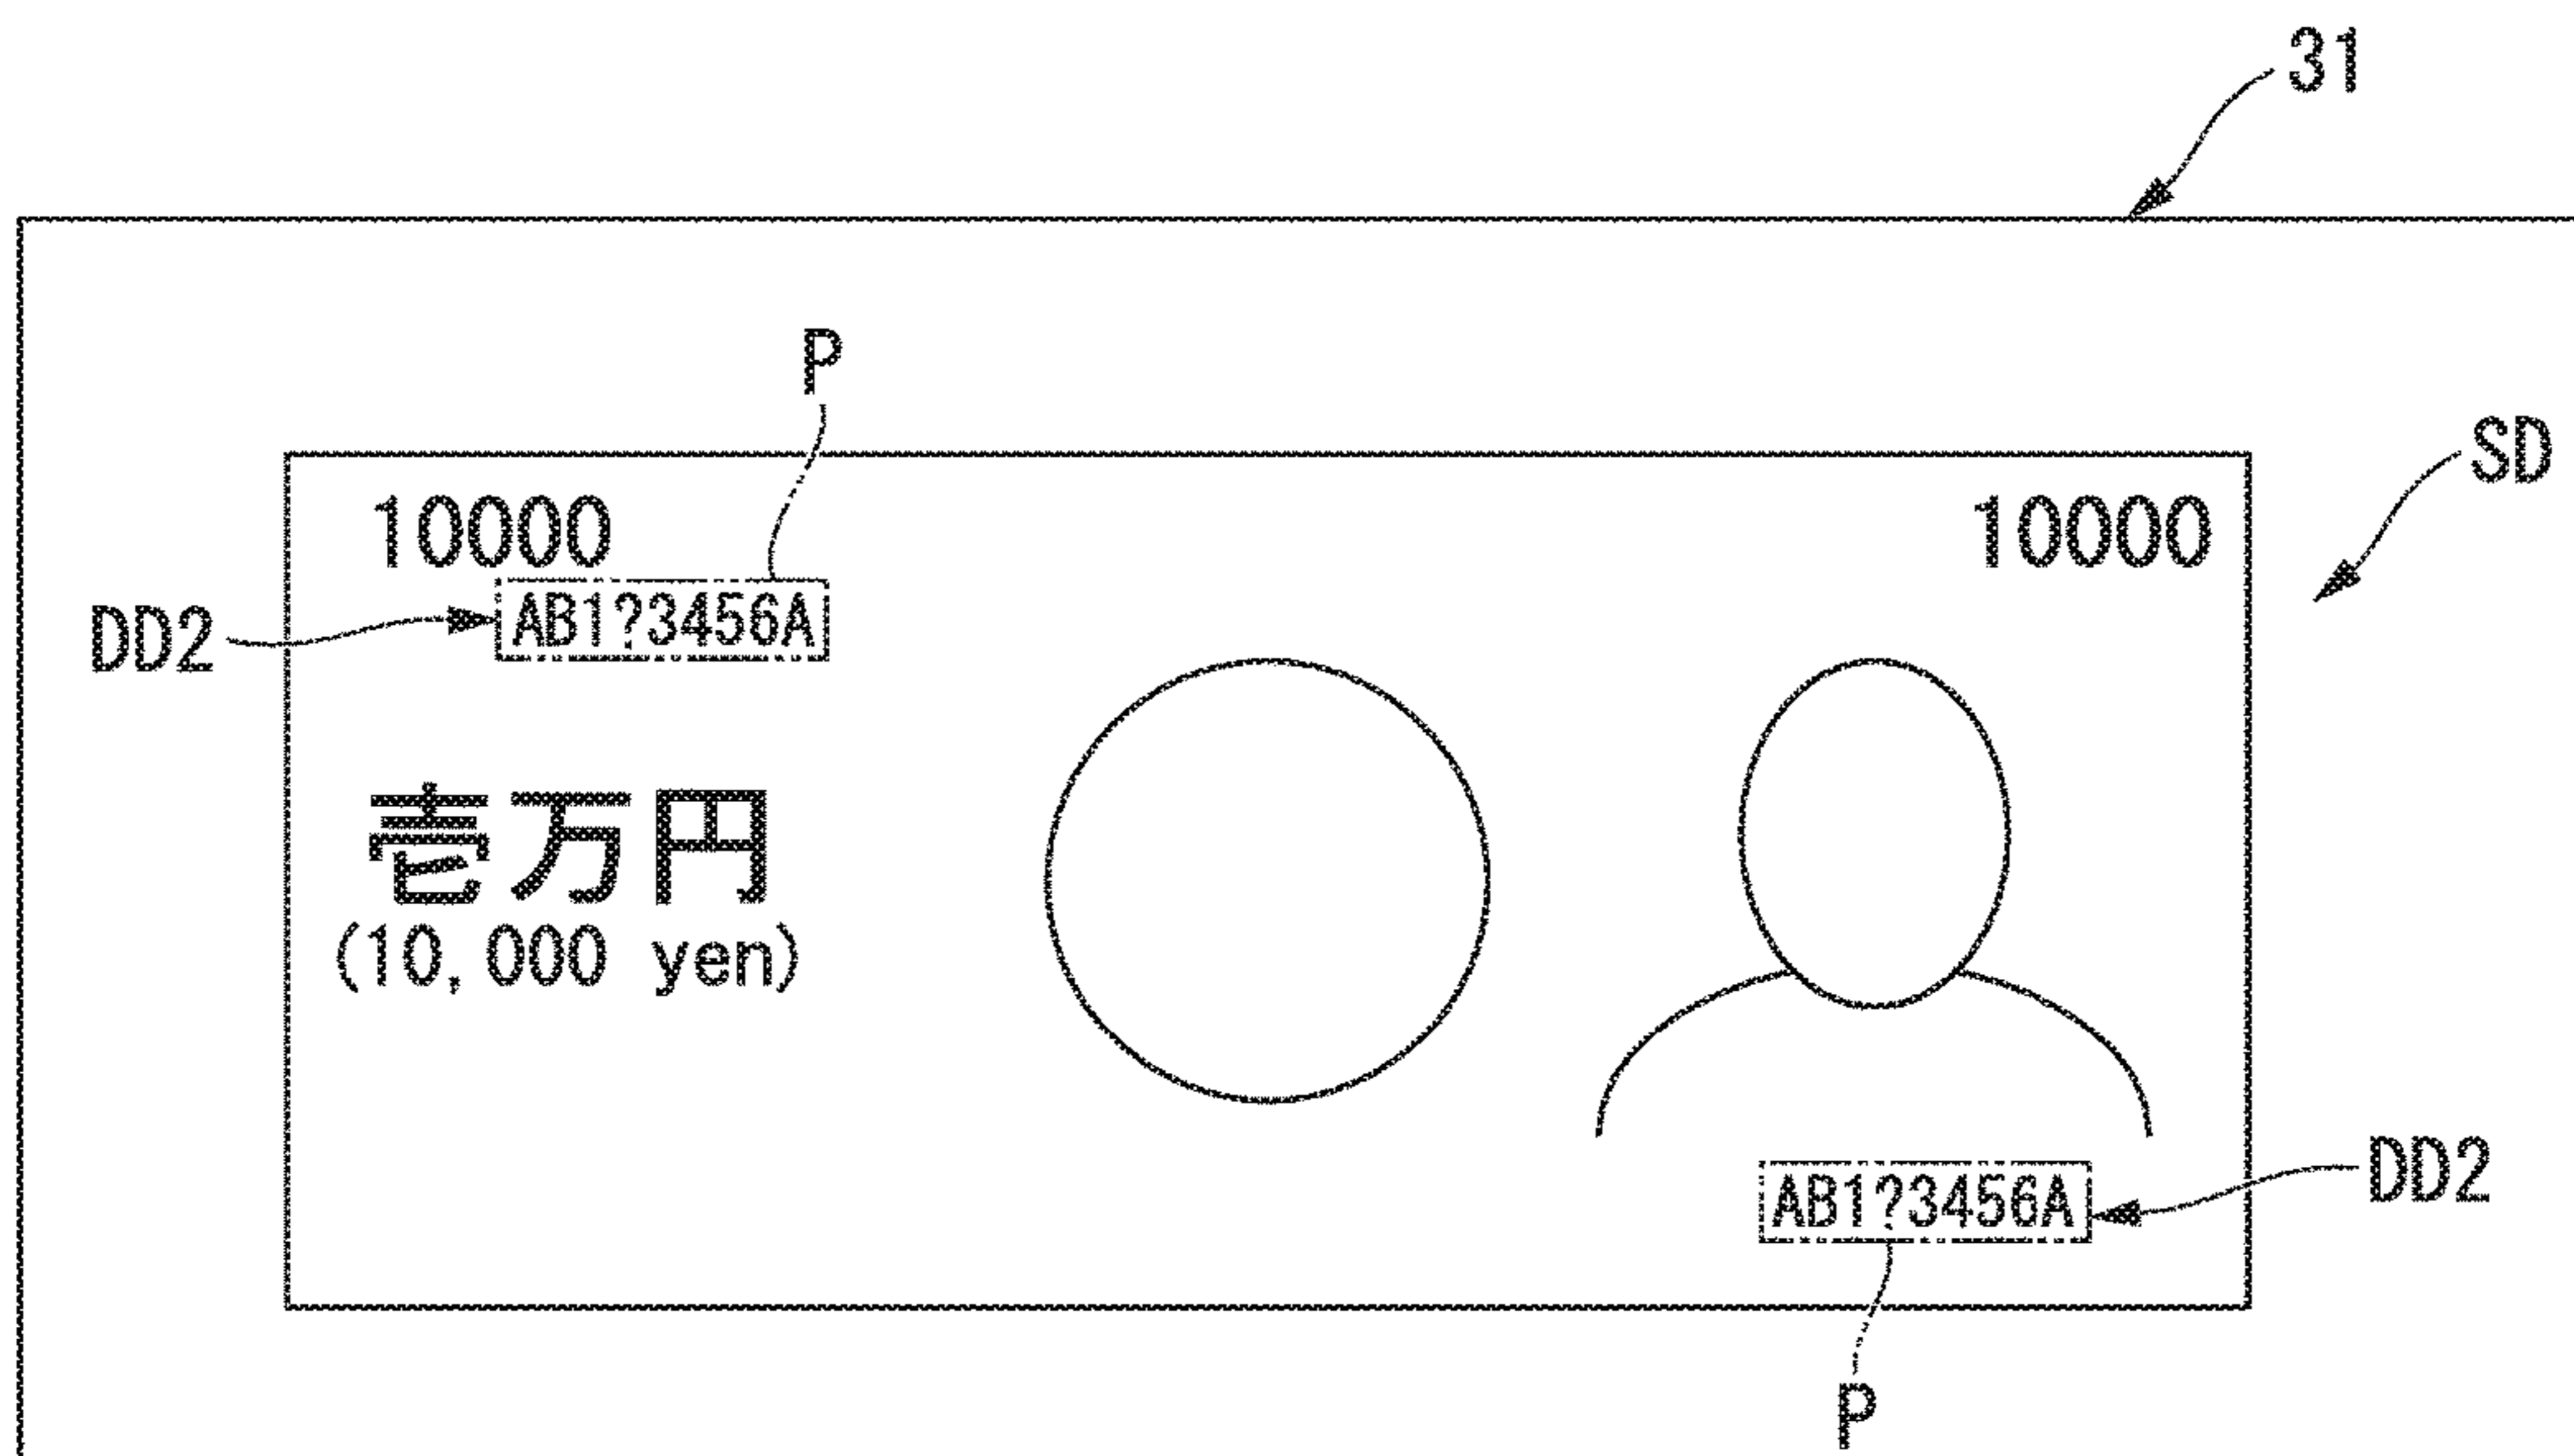 31
P
SD
10000
10000
DD2
AB1?3456A
壱万円
(10,000 yen)
AB1?3456A
DD2
P